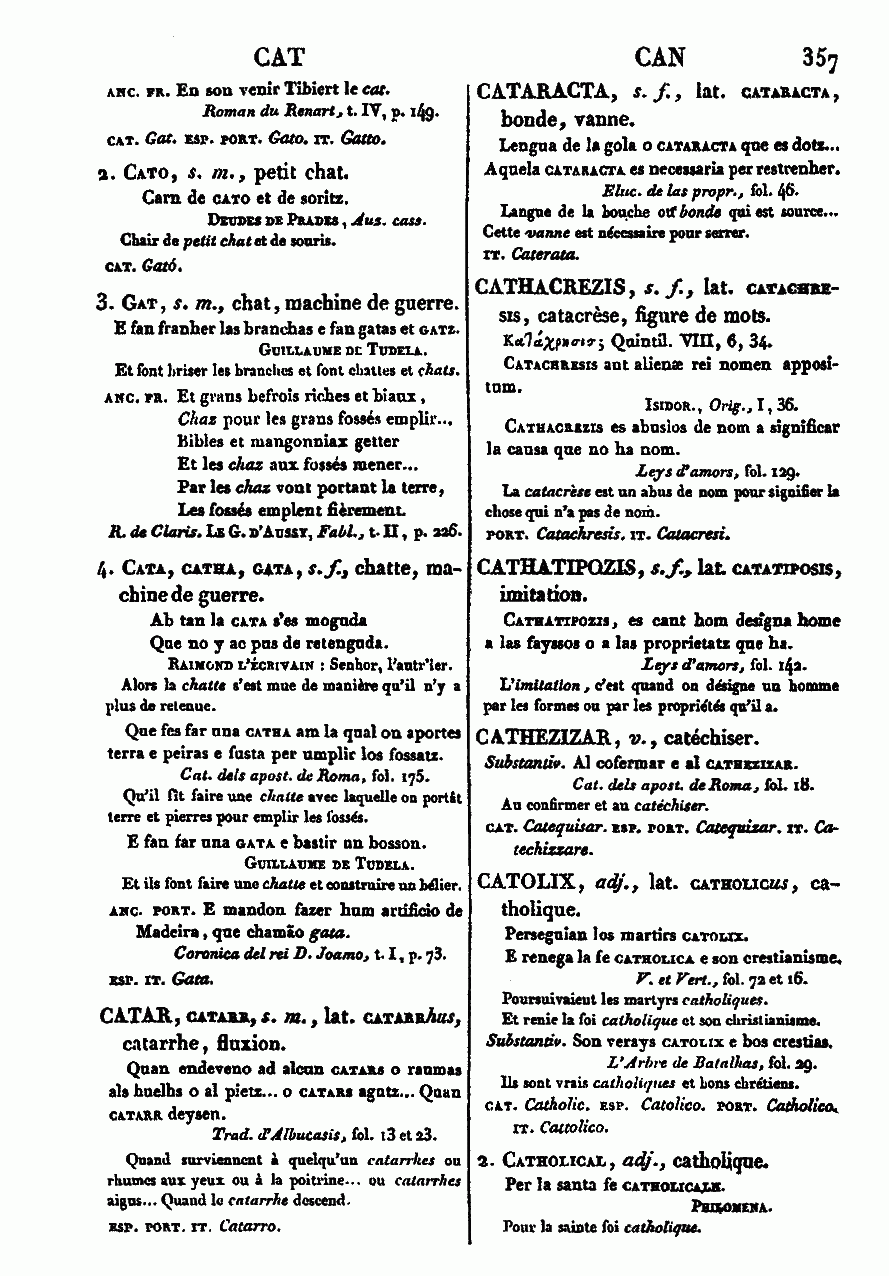 CAT
CAN
357
ANC. FR. En son venir Tibiert le cat.
Roman du Renart, t. IV, p. 149.
CAT. Gat. ESP. PORT. Gato. IT. Gatto.
2. CATO, s. m., petit chat.
Carn de CATO et de soritz.
DEUDES DE PRADES, Aus. cass.
Chair de petit chat et de souris.
CAT. Gató.
3. GAT, s. m., chat, machine de guerre.
E fan franher las branchas e fan gatas et GATZ.
GUILLAUME DE TUDELA.
Et font briser les branches et font chattes et chats.
ANC. FR. Et grans befrois riches et biaux,
Chaz pour les grans fossés emplir...
Bibles et mangonniax getter
Et les chaz aux fossés mener...
Par les chaz vont portant la terre,
Les fossés emplent fièrement.
R. de Claris. LE G. D'AUSSY, Fabl., t. II, p. 226.
4. CATA, CATHA, GATA, s. f., chatte, ma-
chine de guerre.
Ab tan la CATA s'es moguda
Que no y ac pus de retenguda.
RAIMOND L'ÉCRIVAIN : Senhor, l'autr'ier.
Alors la chatte s'est mue de manière qu'il n'y a
plus de retenue.
Que fes far una CATHA am la qual on aportes
terra e peiras e fusta per umplir los fossatz.
Cat. dels apost. de Roma, fol. 175.
Qu'il fît faire une chatte avec laquelle on portât
terre et pierres pour emplir les fossés.
E fan far una GATA e bastir un bosson.
GUILLAUME DE TUDELA.
Et ils font faire une chatte et construire un bélier.
ANC. PORT. E mandou fazer hum artificio de
Madeira, que chamão gata.
Coronica del rei D. Joamo, t. I, p. 73.
ESP. IT. Gata.
CATAR, CATARR, s. m., lat. CATARRhus,
catarrhe, fluxion.
Quan endeveno ad alcun CATARS o raumas
als huelhs o al pietz... o CATARS agutz... Quan
CATARR deysen.
Trad. d'Albucasis, fol. 13 et 23.
Quand surviennent à quelqu'un catarrhes ou
rhumes aux yeux ou à la poitrine... ou catarrhes
aigus... Quand le catarrhe descend.
ESP. PORT. IT. Catarro.
CATARACTA, s. f., lat. CATARACTA,
bonde, vanne.
Lengua de la gola o CATARACTA que es dotz...
Aquela CATARACTA es necessaria per restrenher.
Eluc. de las propr., fol. 46.
Langue de la bouche ou bonde qui est source...
Cette vanne est nécessaire pour serrer.
IT. Caterata.
CATHACREZIS, s. f., lat. CATACHRE-
SIS, catacrèse, figure de mots.
Καlάχρησις; Quintil. VIII, 6, 34.
CATACHRESIS aut alienæ rei nomen apposi-
tum.
ISIDOR., Orig., I, 36.
CATHACREZIS es abusios de nom a significar
la causa que no ha nom.
Leys d'amors, fol. 129.
La catacrèse est un abus de nom pour signifier la
chose qui n'a pas de nom.
PORT. Catachresis. IT. Catacresi.
CATHATIPOZIS, s. f., lat. CATATIPOSIS,
imitation.
CATHATIPOZIS, es cant hom designa home
a las fayssos o a las proprietatz que ha.
Leys d'amors, fol. 142.
L'imitation, c'est quand on désigne un homme
par les formes ou par les propriétés qu'il a.
CATHEZIZAR, v., catéchiser.
Substantiv. Al cofermar e al CATHEZIZAR.
Cat. dels apost. de Roma, fol. 18.
Au confirmer et au catéchiser.
CAT. Catequisar. ESP. PORT. Catequizar. IT. Ca-
techizzare.
CATOLIX, adj., lat. CATHOLICus, ca-
tholique.
Perseguian los martirs CATOLIX.
E renega la fe CATHOLICA e son crestianisme.
V. et Vert., fol. 72 et 16.
Poursuivaient les martyrs catholiques.
Et renie la foi catholique et son christianisme.
Substantiv. Son verays CATOLIX e bos crestias.
L'Arbre de Batalhas, fol. 29.
Ils sont vrais catholiques et bons chrétiens.
CAT. Catholic. ESP. Catolico. PORT. Catholico.
IT. Cattolico.
2. CATHOLICAL, adj., catholique.
Per la santa fe CATHOLICALE.
PHILOMENA.
Pour la sainte foi catholique.